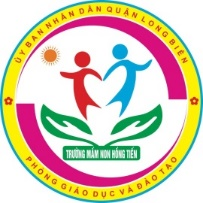 ỦY BAN NHÂN DÂN QUẬN LONG BIÊN
TRƯỜNG MẦM NON HỒNG TIẾN
PHÒNG GIÁO DỤC VÀ ĐÀO TẠO